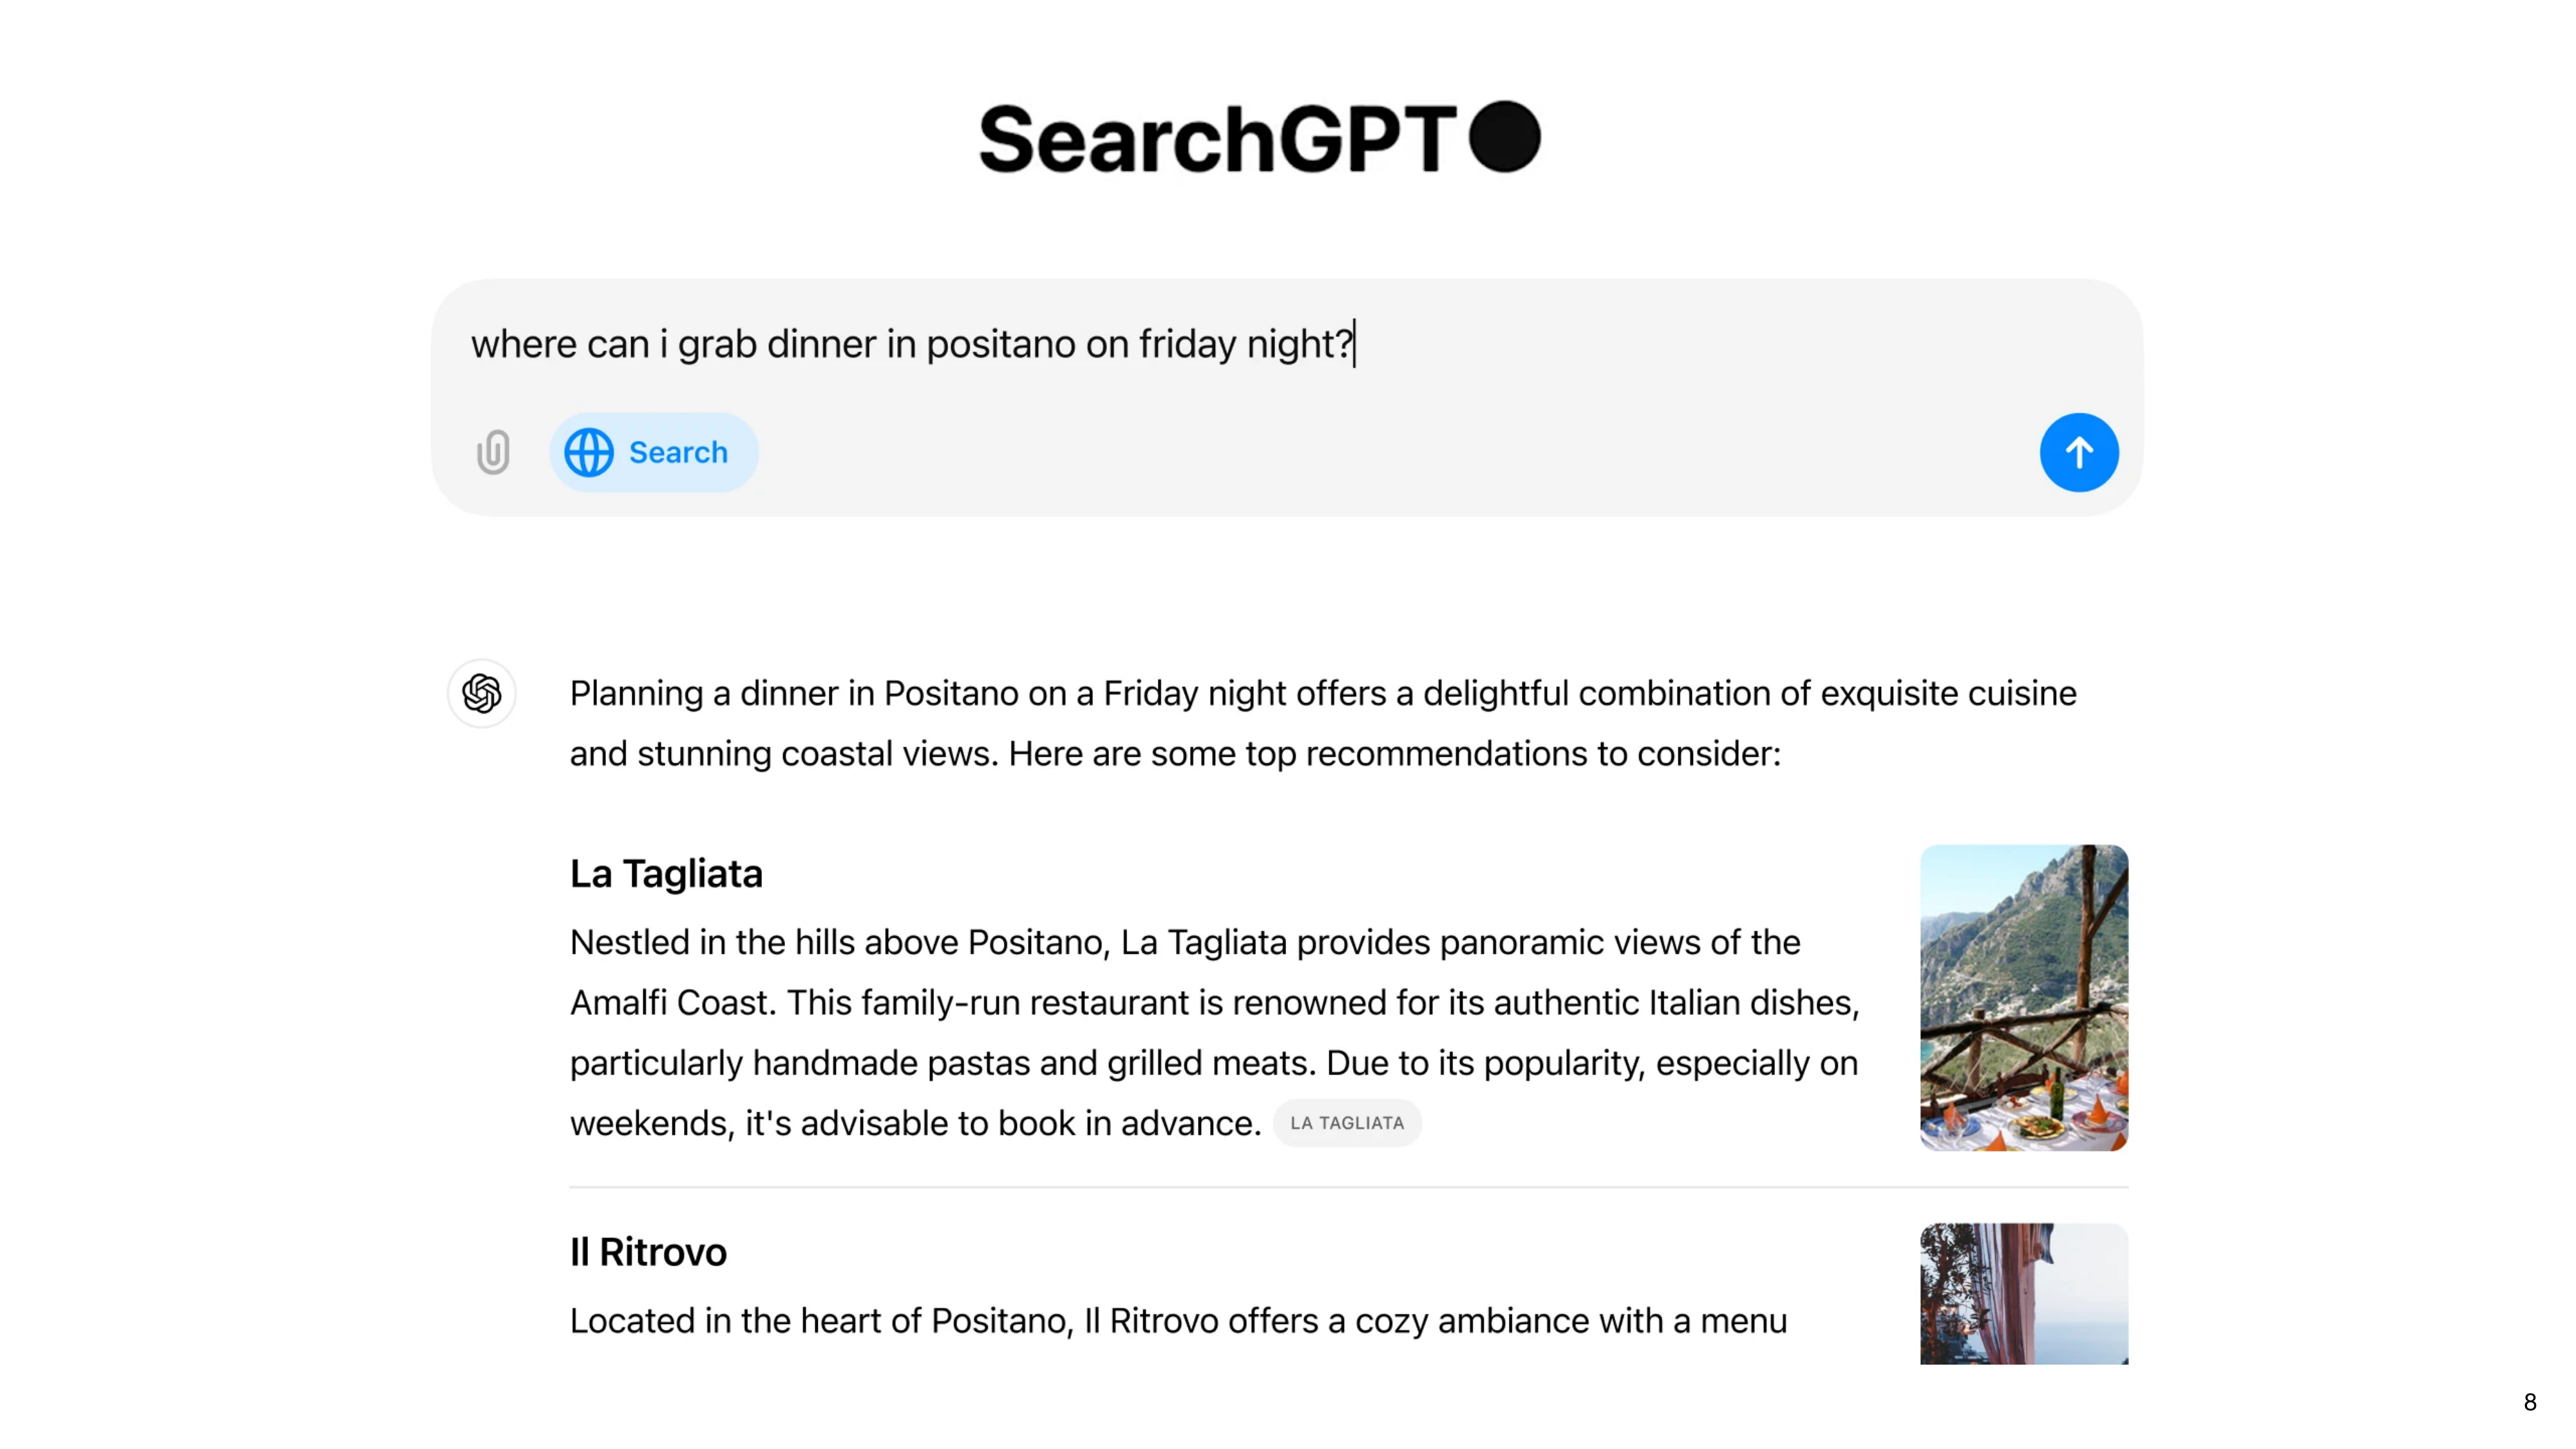 SearchGPT
where can i grab dinner in positano on friday night?
Search
Planning a dinner in Positano on a Friday night offers a delightful combination of exquisite cuisine
and stunning coastal views. Here are some top recommendations to consider:
La Tagliata
Nestled in the hills above Positano, La Tagliata provides panoramic views of the
Amalfi Coast. This family-run restaurant is renowned for its authentic Italian dishes,
particularly handmade pastas and grilled meats. Due to its popularity, especially on
weekends, it's advisable to book in advance. LA TAGLIATA
Il Ritrovo
Located in the heart of Positano, Il Ritrovo offers a cozy ambiance with a menu
8